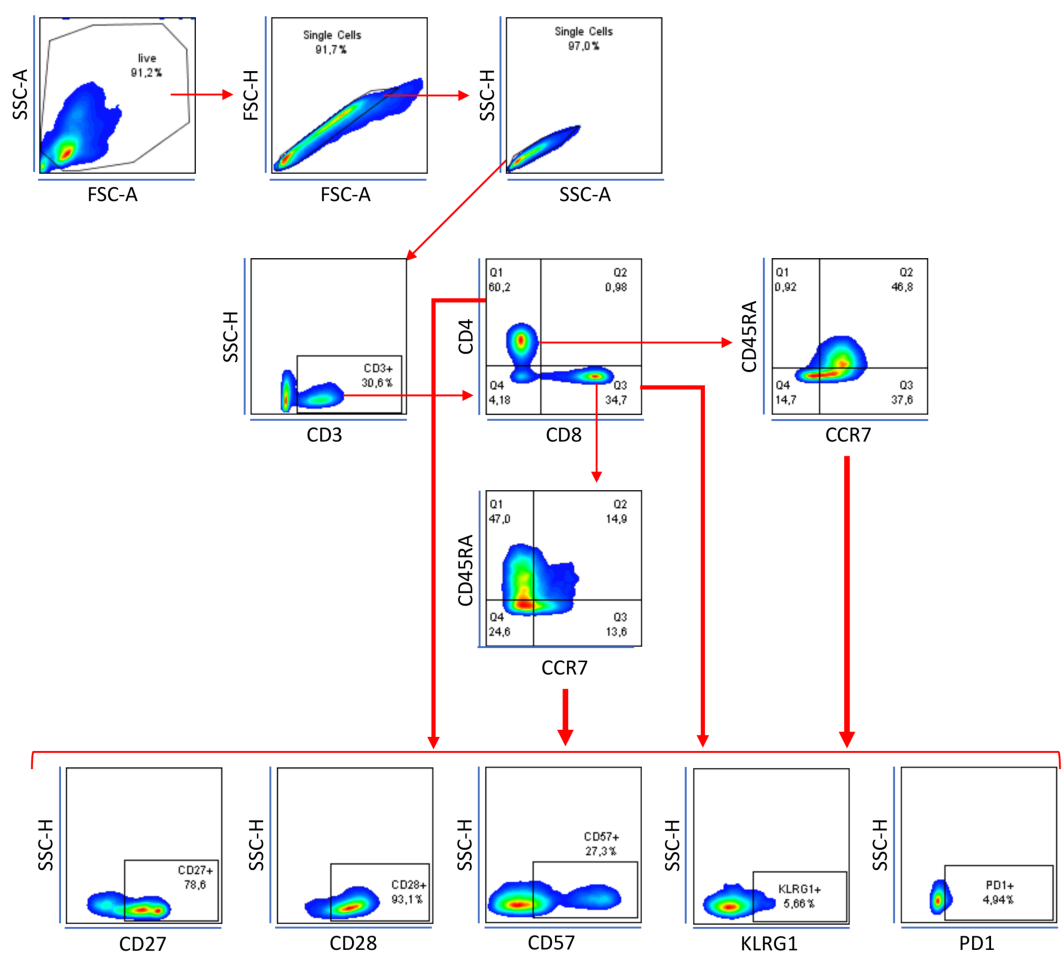 SSC-A
live
91,2%
FSC-A
FSC-H
Single Cells
91,7%
FSC-A
SSC-H
Single Cells
97,0%
SSC-A
SSC-H
CD3+
30,6%
CD3
CD4
Q1
60,2
Q2
0,98
Q4
4,18
Q3
34,7
CD8
CD45RA
Q1
0,92
Q2
46,8
Q4
14,7
Q3
37,6
CCR7
CD45RA
Q1
47,0
Q2
14,9
Q4
24,6
Q3
13,6
CCR7
SSC-H
CD27+
78,6
CD27
SSC-H
CD28+
93,1%
CD28
SSC-H
CD57+
27,3%
CD57
SSC-H
KLRG1+
5,66%
KLRG1
SSC-H
PD1+
4,94%
PD1